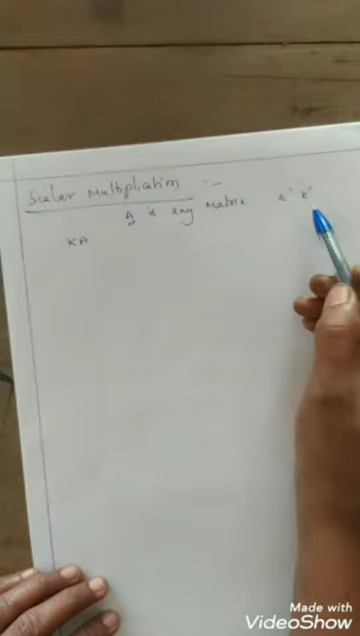 Scalar Multiplication :-
A is any Matrix & 'K'
KA
Made with
VideoShow